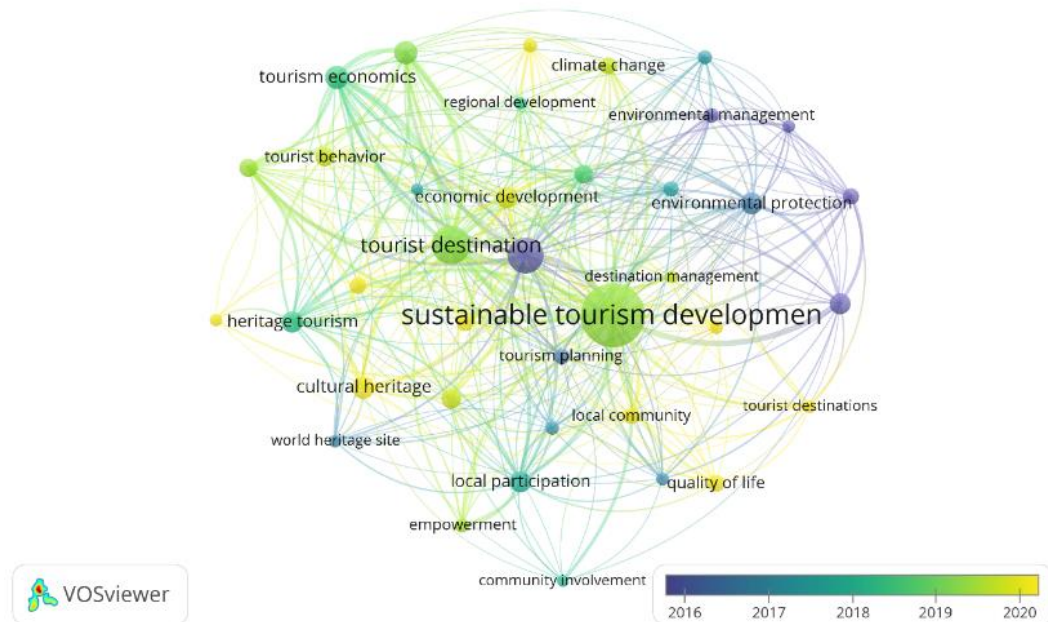 tourism economics
climate change
regional development
environmental management
tourist behavior
economic development
environmental protection
tourist destination
destination management
sustainable tourism developmen
heritage tourism
tourism planning
cultural heritage
local community
tourist destinations
world heritage site
local participation
quality of life
empowerment
community involvement
VOSviewer
2016 2017 2018 2019 2020